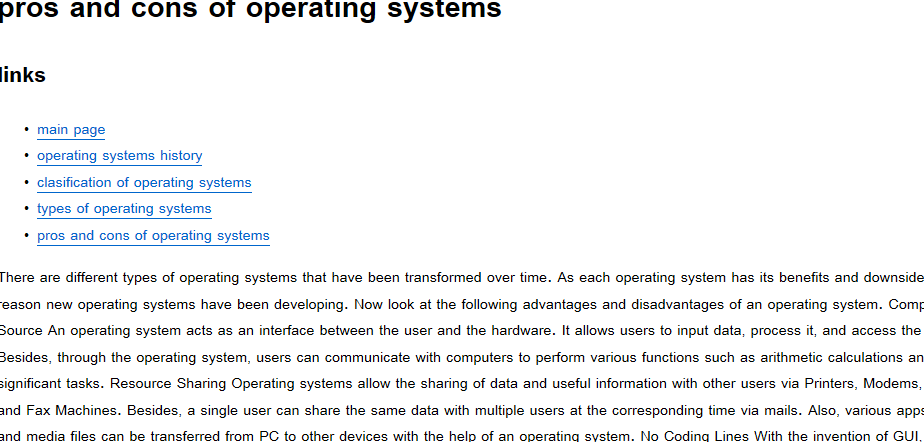 pros and cons of operating systems
links
• main page
• operating systems history
• clasification of operating systems
• types of operating systems
• pros and cons of operating systems
There are different types of operating systems that have been transformed over time. As each operating system has its benefits and downside
reason new operating systems have been developing. Now look at the following advantages and disadvantages of an operating system. Comp
Source An operating system acts as an interface between the user and the hardware. It allows users to input data, process it, and access the
Besides, through the operating system, users can communicate with computers to perform various functions such as arithmetic calculations an
significant tasks. Resource Sharing Operating systems allow the sharing of data and useful information with other users via Printers, Modems,
and Fax Machines. Besides, a single user can share the same data with multiple users at the corresponding time via mails. Also, various apps
and media files can be transferred from PC to other devices with the help of an operating system. No Coding Lines With the invention of GUI,